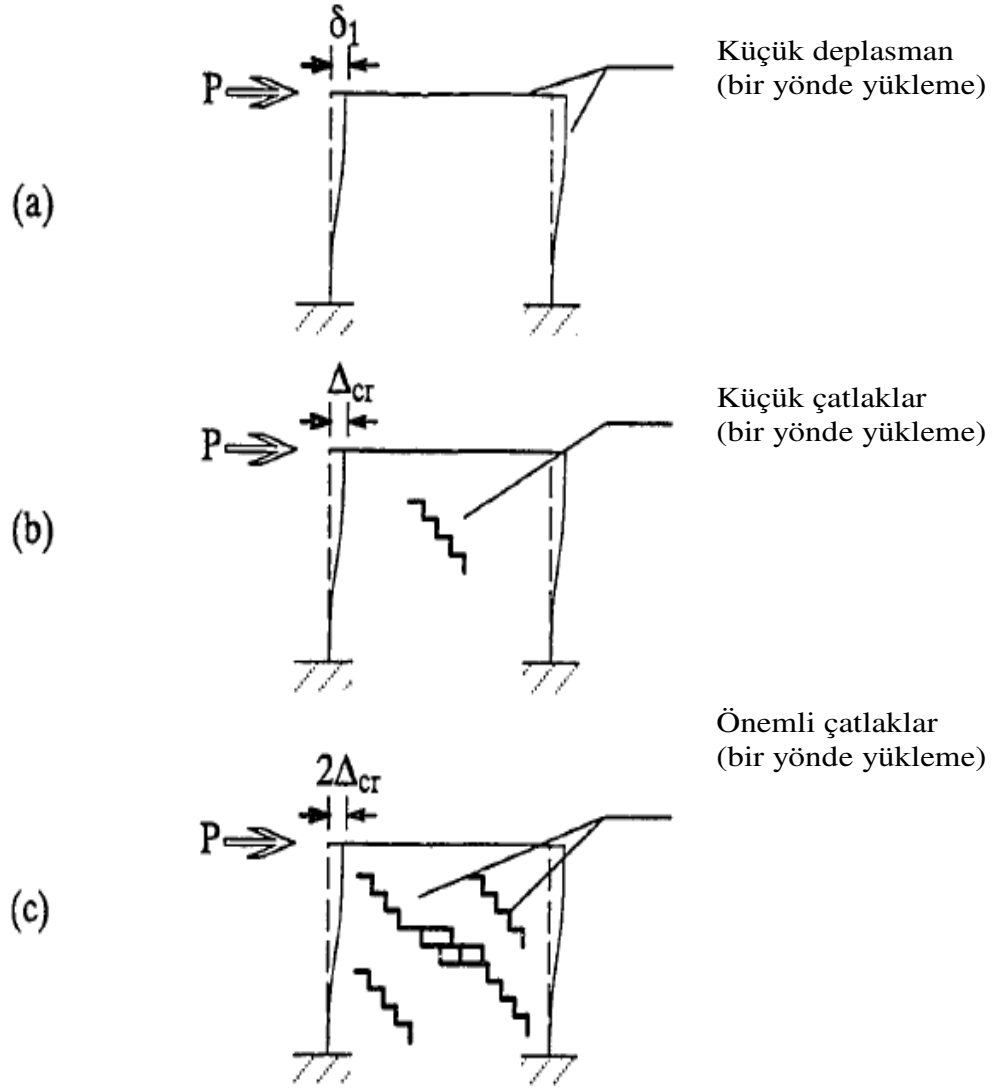 δ1
Küçük deplasman
(bir yönde yükleme)
P
(a)
Δcr
Küçük çatlaklar
(bir yönde yükleme)
P
(b)
Önemli çatlaklar
(bir yönde yükleme)
2Δcr
P
(c)